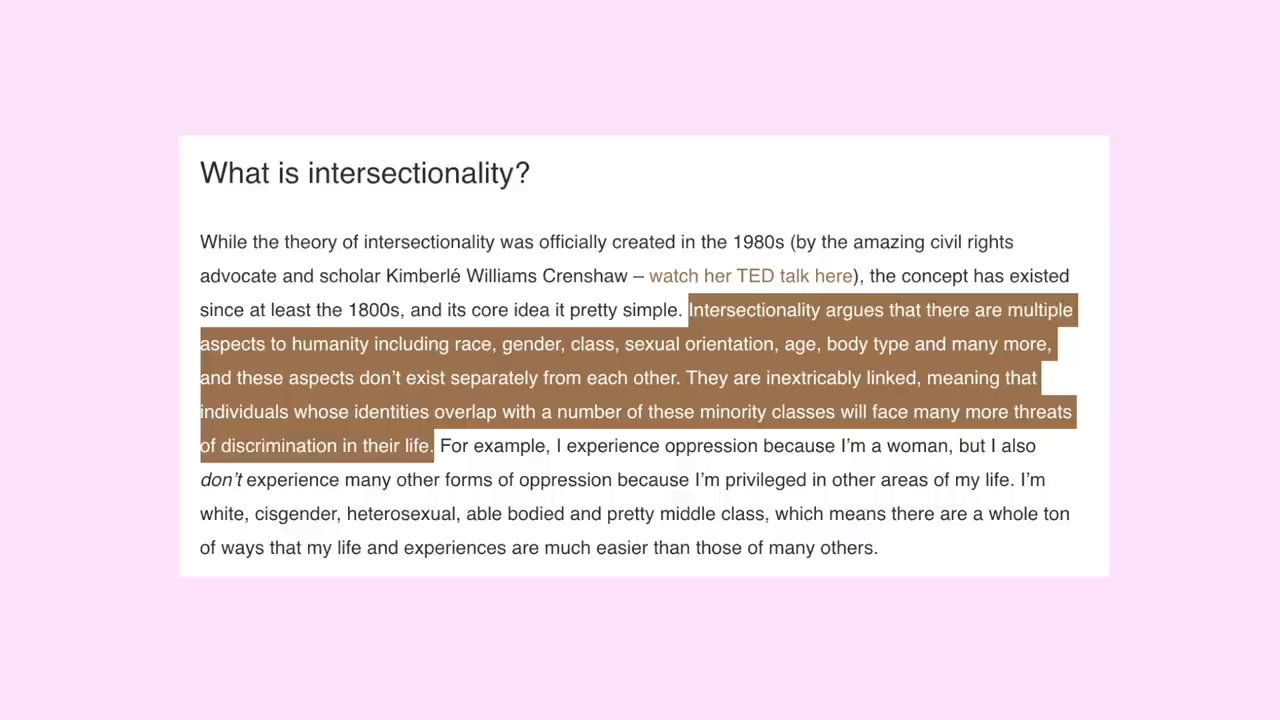 What is intersectionality?
While the theory of intersectionality was officially created in the 1980s (by the amazing civil rights
advocate and scholar Kimberlé Williams Crenshaw – watch her TED talk here), the concept has existed
since at least the 1800s, and its core idea it pretty simple. Intersectionality argues that there are multiple
aspects to humanity including race, gender, class, sexual orientation, age, body type and many more,
and these aspects don’t exist separately from each other. They are inextricably linked, meaning that
individuals whose identities overlap with a number of these minority classes will face many more threats
of discrimination in their life. For example, I experience oppression because I’m a woman, but I also
don’t experience many other forms of oppression because I’m privileged in other areas of my life. I’m
white, cisgender, heterosexual, able bodied and pretty middle class, which means there are a whole ton
of ways that my life and experiences are much easier than those of many others.